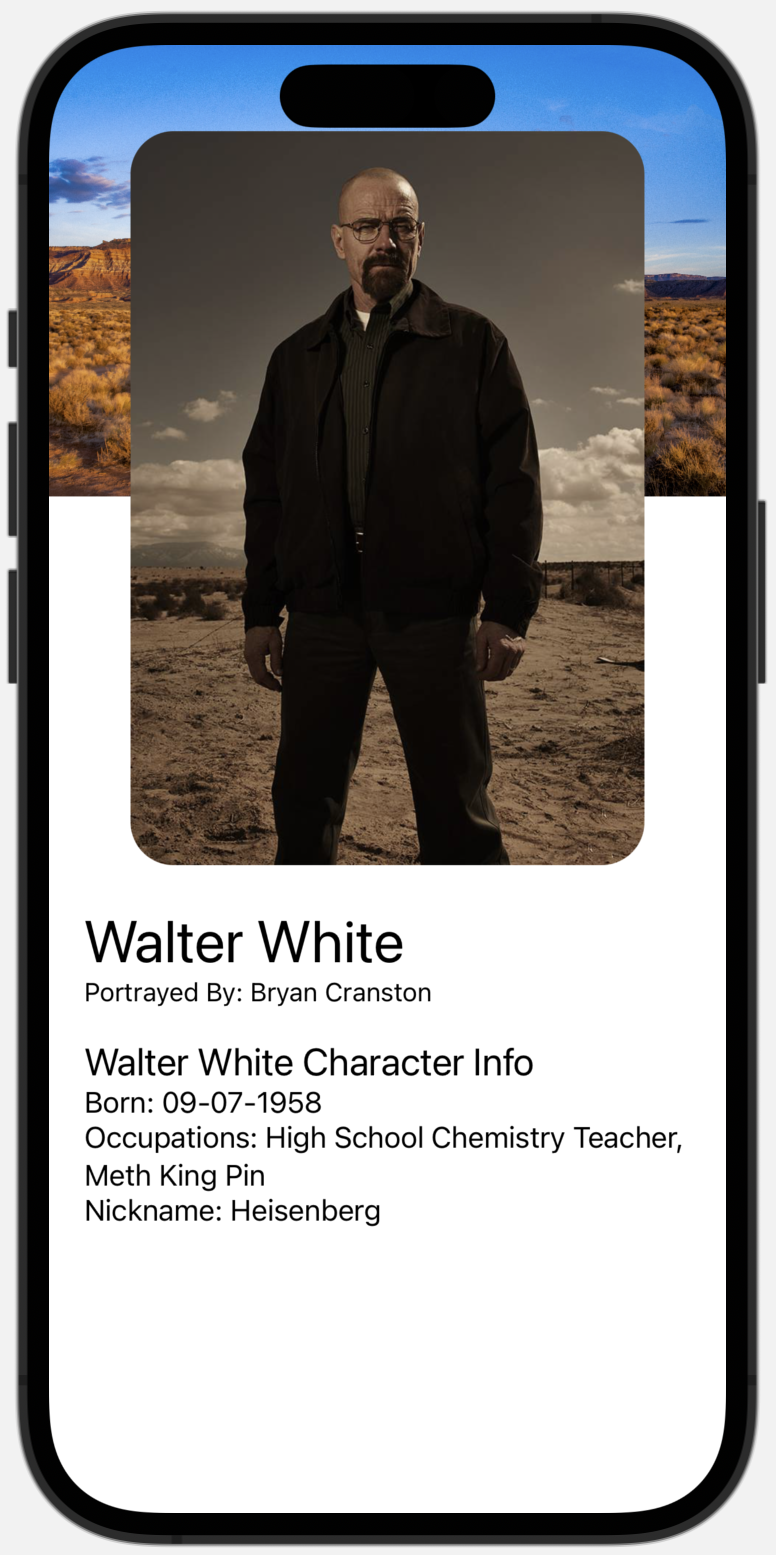 Walter White
Portrayed By: Bryan Cranston
Walter White Character Info
Born: 09-07-1958
Occupations: High School Chemistry Teacher,
Meth King Pin
Nickname: Heisenberg